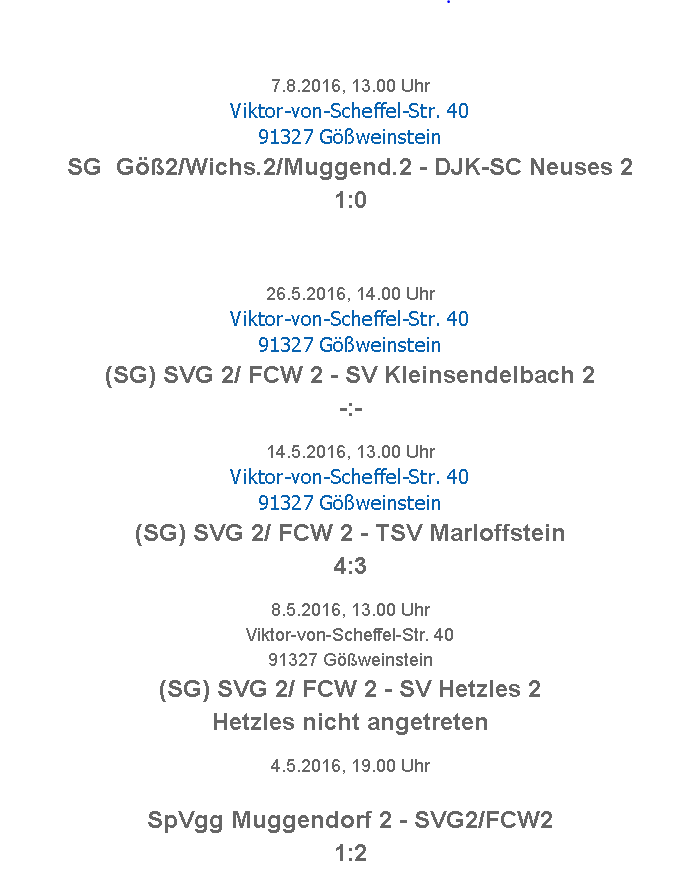 7.8.2016, 13.00 Uhr
Viktor-von-Scheffel-Str. 40
91327 Gößweinstein
SG  Göß2/Wichs.2/Muggend.2 - DJK-SC Neuses 2
1:0
26.5.2016, 14.00 Uhr
Viktor-von-Scheffel-Str. 40
91327 Gößweinstein
(SG) SVG 2/ FCW 2 - SV Kleinsendelbach 2
-:-
14.5.2016, 13.00 Uhr
Viktor-von-Scheffel-Str. 40
91327 Gößweinstein
(SG) SVG 2/ FCW 2 - TSV Marloffstein
4:3
8.5.2016, 13.00 Uhr
Viktor-von-Scheffel-Str. 40
91327 Gößweinstein
(SG) SVG 2/ FCW 2 - SV Hetzles 2
Hetzles nicht angetreten
4.5.2016, 19.00 Uhr
SpVgg Muggendorf 2 - SVG2/FCW2
1:2